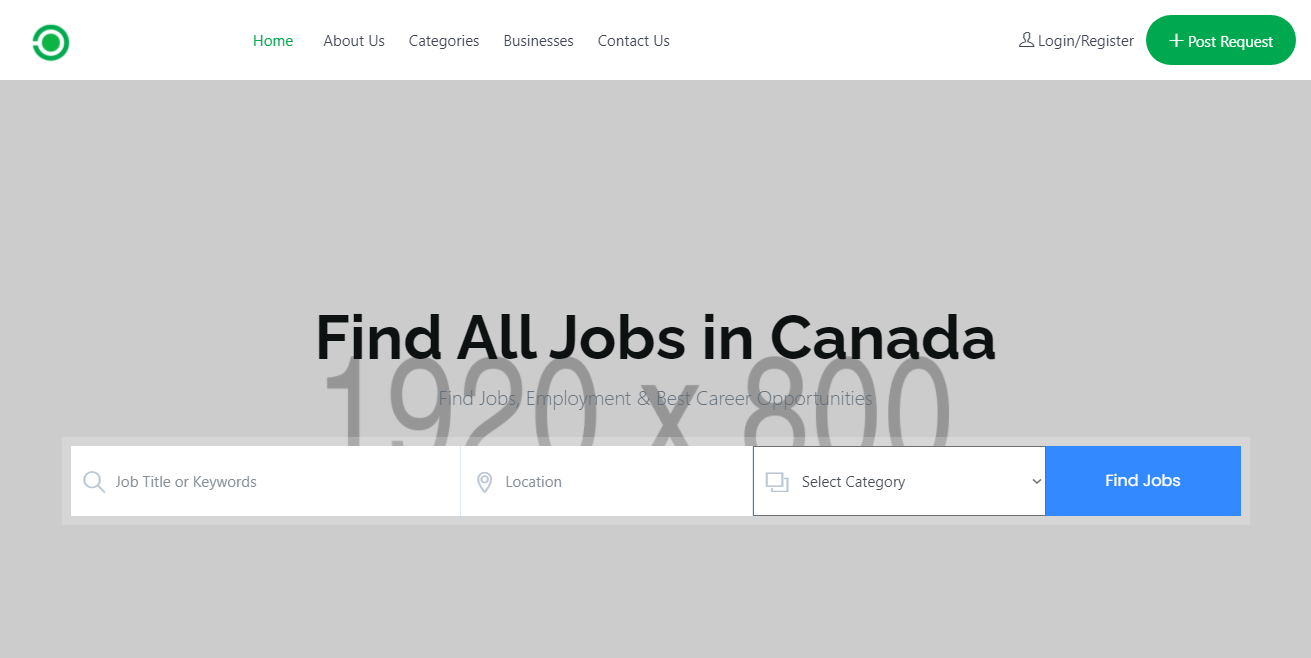 Home About Us Categories Businesses Contact Us Login/Register Post Request
Find All Jobs in Canada
1920 x 800
Find Jobs, Employment & Best Career Opportunities
Job Title or Keywords Location Select Category Find Jobs